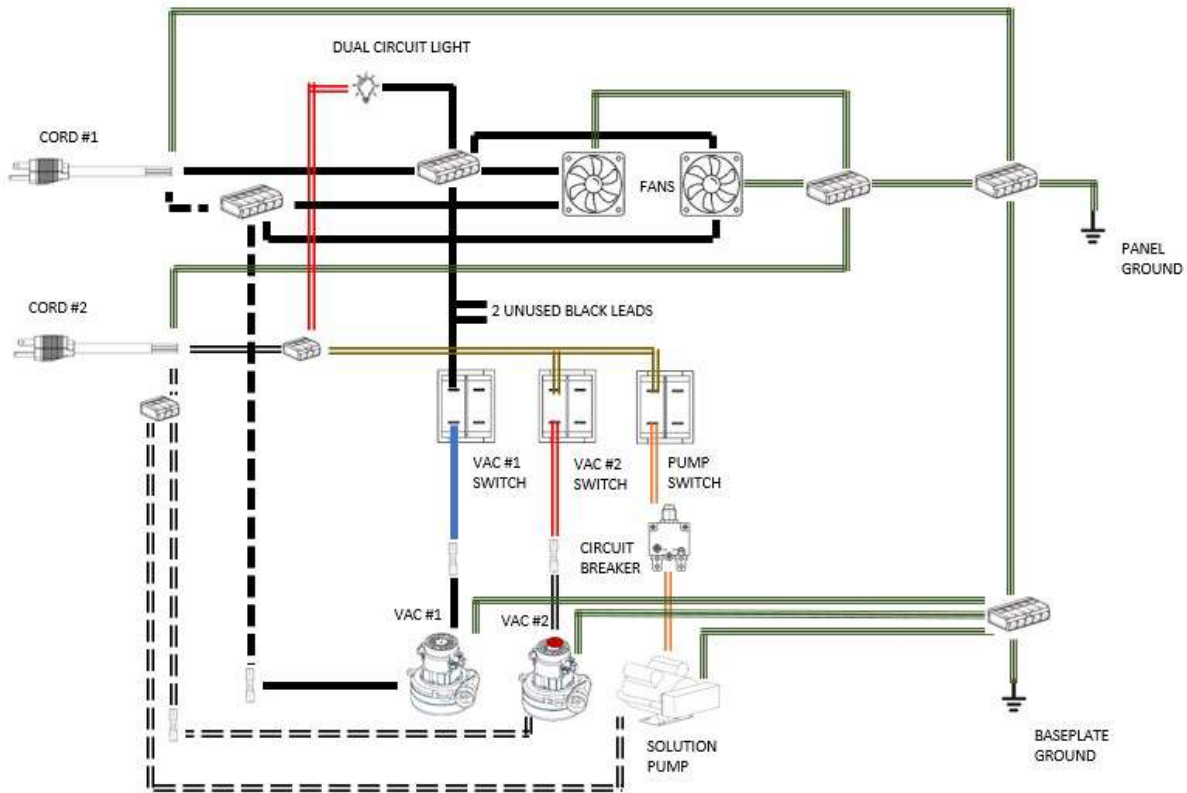 DUAL CIRCUIT LIGHT
CORD #1
FANS
PANEL
GROUND
CORD #2
2 UNUSED BLACK LEADS
VAC #1
SWITCH
VAC #2
SWITCH
PUMP
SWITCH
CIRCUIT
BREAKER
VAC #1
VAC #2
SOLUTION
PUMP
BASEPLATE
GROUND